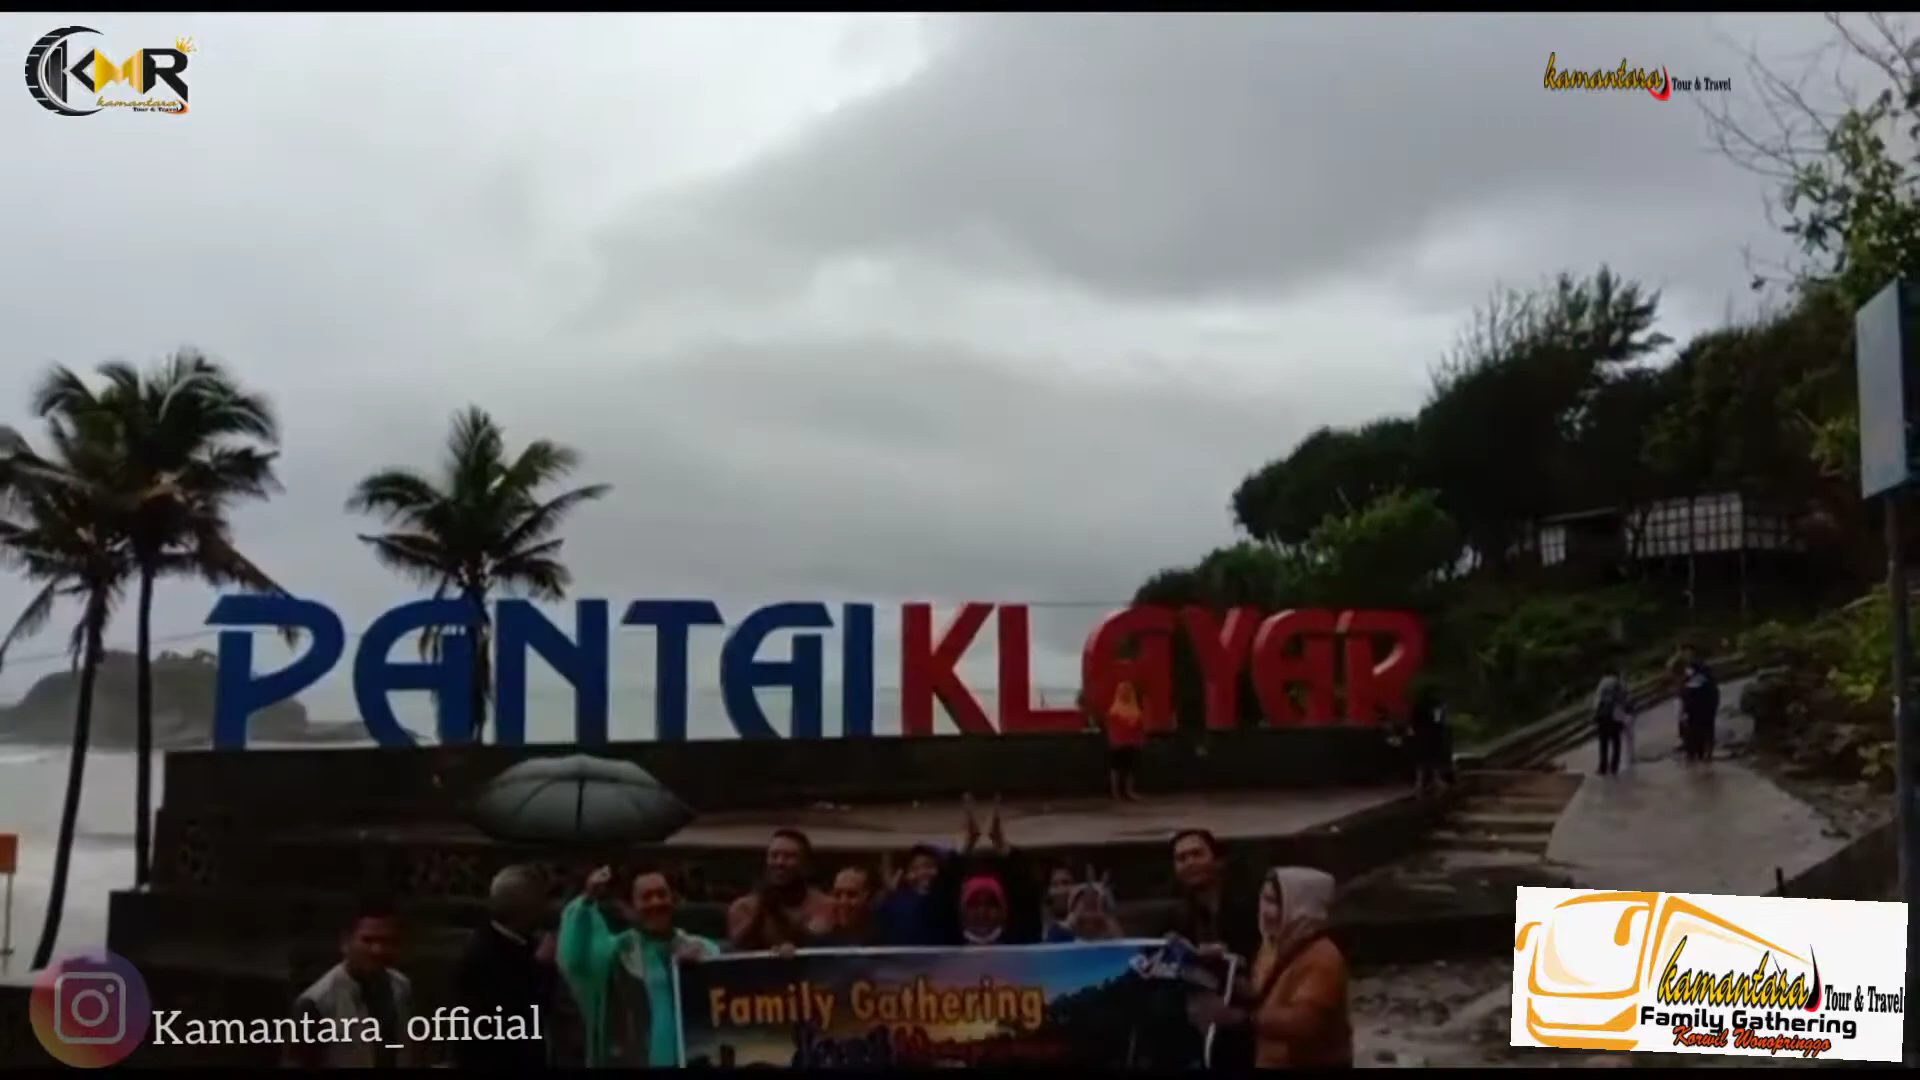 KMR
kamantara
Tour & Travel
kamantara Tour & Travel
PANTAI KLAYAR
Family Gathering
Kamantara_official
kamantara Tour & Travel
Family Gathering
Korwil Wonopringgo